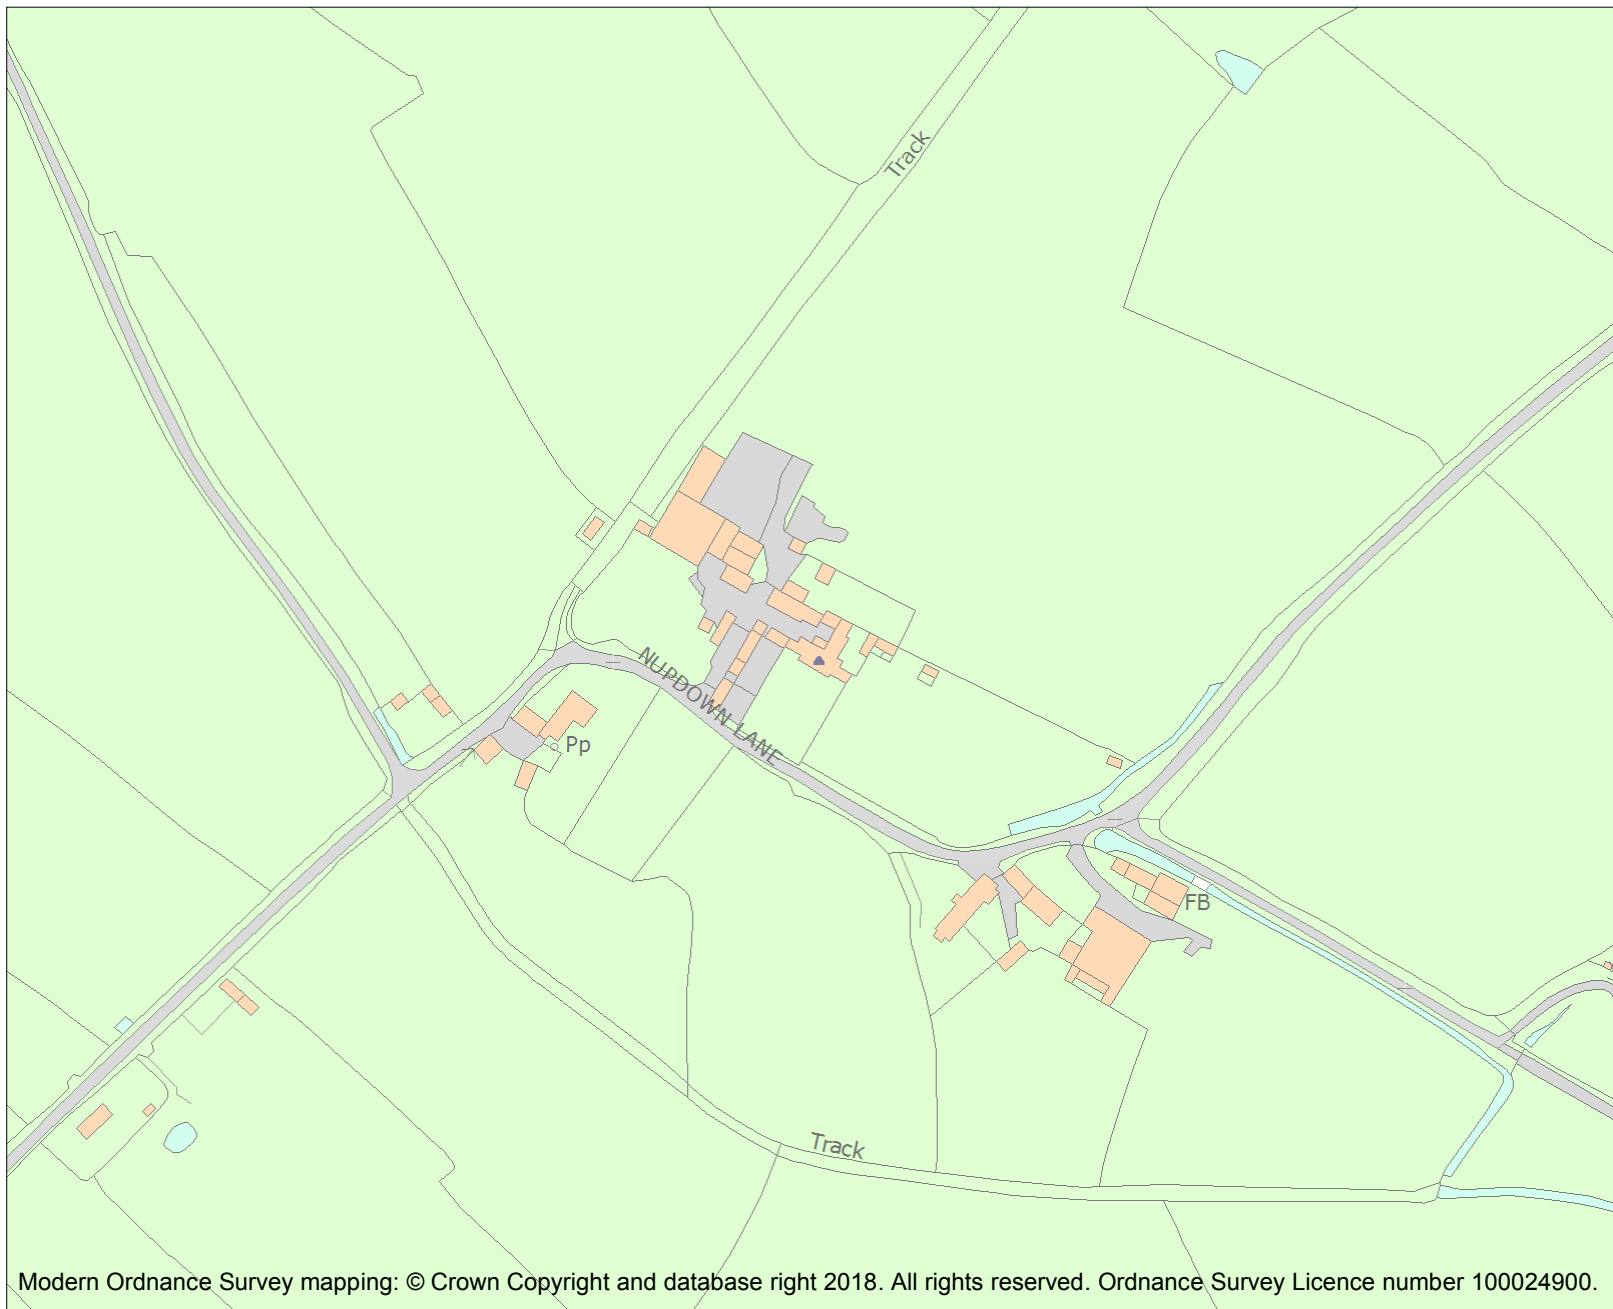 Track
NUPDOWN LANE
Pp
FB
Track
Modern Ordnance Survey mapping: © Crown Copyright and database right 2018. All rights reserved. Ordnance Survey Licence number 100024900.